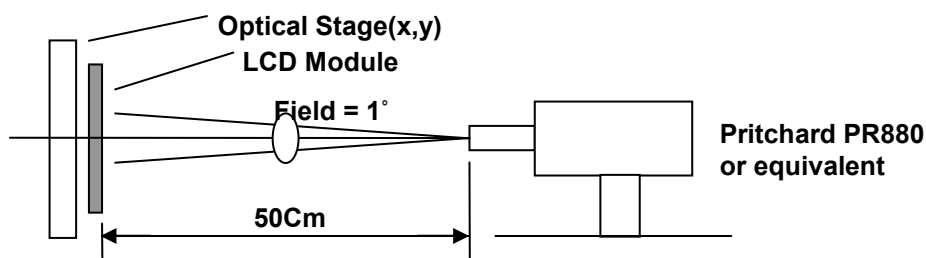 Optical Stage(x,y)
LCD Module
Field = 1˚
Pritchard PR880
or equivalent
50Cm